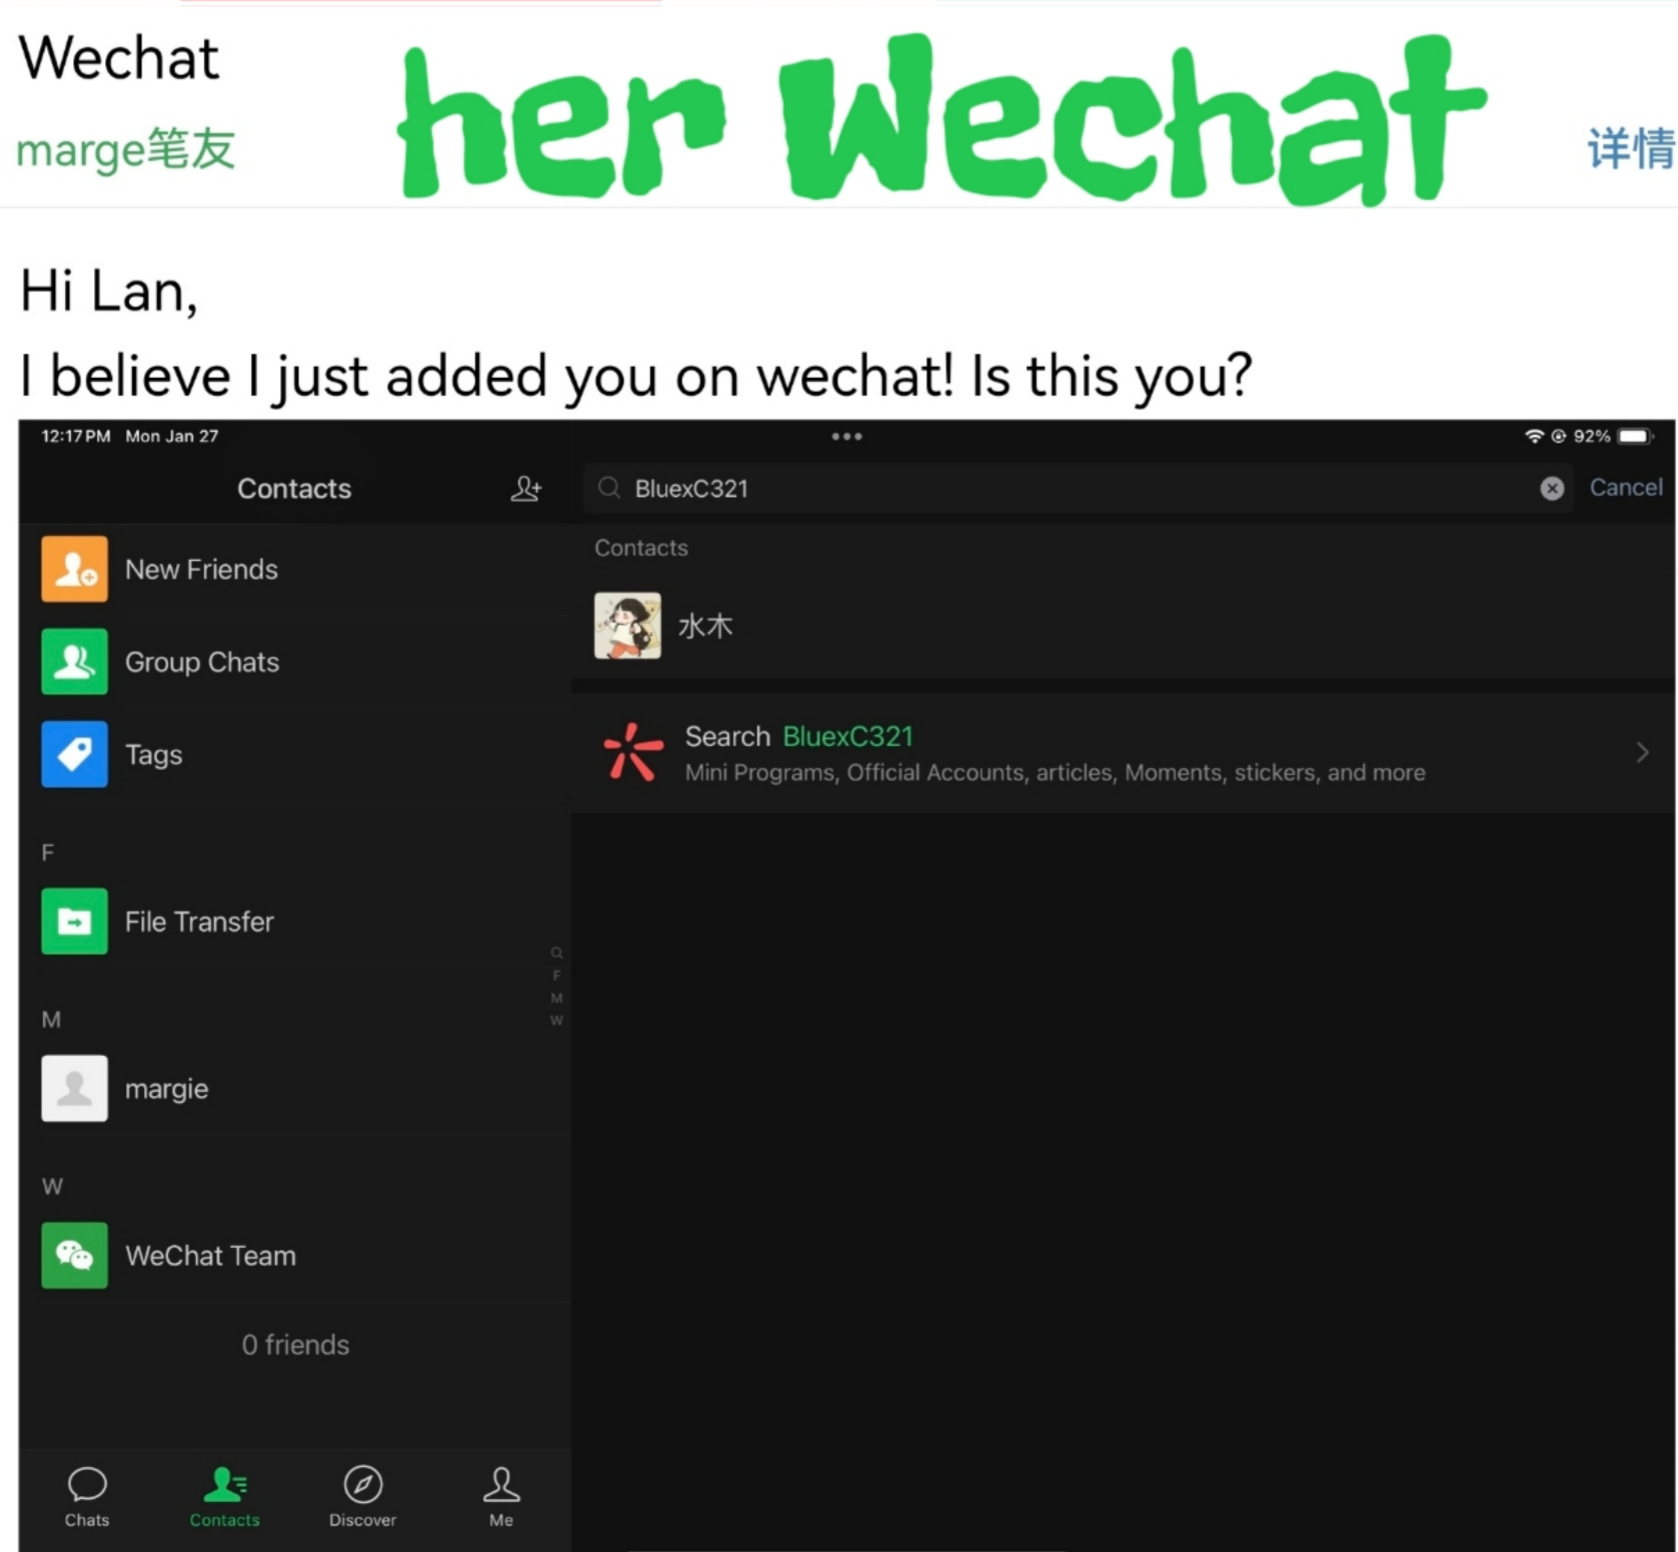 Wechat
her Wechat
marge笔友
详情
Hi Lan,
I believe I just added you on wechat! Is this you?
12:17 PM Mon Jan 27
92%
Contacts
BluexC321
Cancel
New Friends
Group Chats
Tags
F
File Transfer
Q
F
M
W
M
margie
W
WeChat Team
0 friends
Chats
Contacts
Discover
Me
Contacts
水木
Search BluexC321
Mini Programs, Official Accounts, articles, Moments, stickers, and more